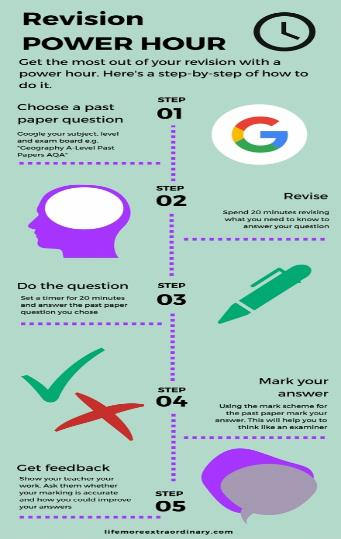 Revision
POWER HOUR
Get the most out of your revision with a
power hour. Here's a step-by-step of how to
do it.
STEP
01
Choose a past
paper question
Google your subject, level
and exam board e.g.
"Geography A-Level Past
Papers AQA"
G
STEP
02
Revise
Spend 20 minutes revising
what you need to know to
answer your question
STEP
03
Do the question
Set a timer for 20 minutes
and answer the past paper
question you chose
STEP
04
Mark your
answer
Using the mark scheme for
the past paper mark your
answer. This will help you to
think like an examiner
STEP
05
Get feedback
Show your teacher your
work. Ask them whether
your marking is accurate
and how you could improve
your answers
lifemoreextraordinary.com